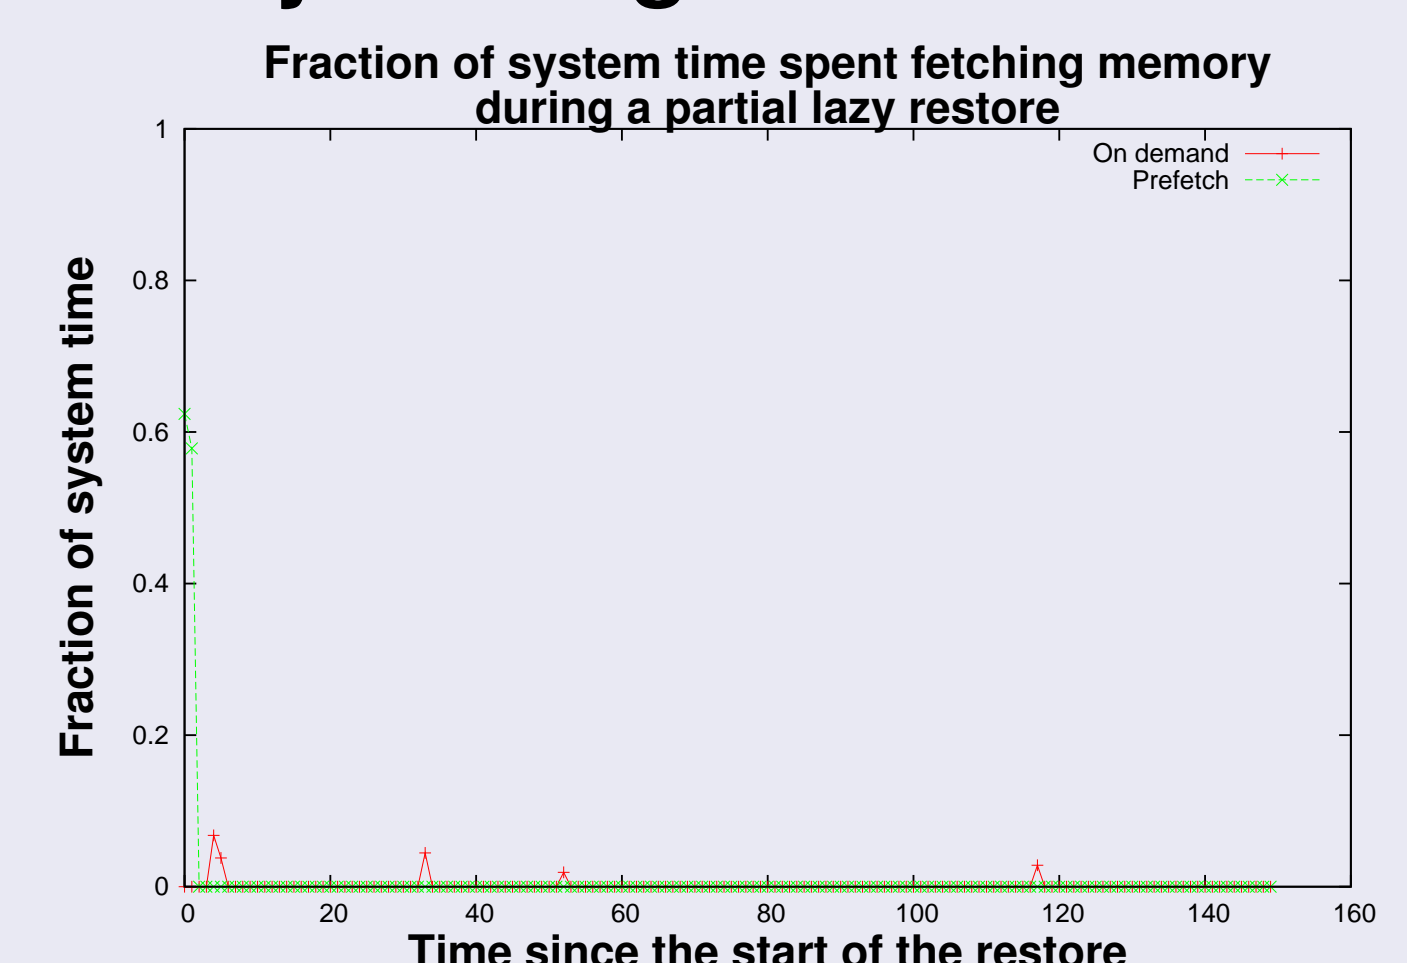 Fraction of system time spent fetching memory
during a partial lazy restore
On demand
Prefetch
Fraction of system time
1
0.8
0.6
0.4
0.2
0
0 20 40 60 80 100 120 140 160
Time since the start of the restore